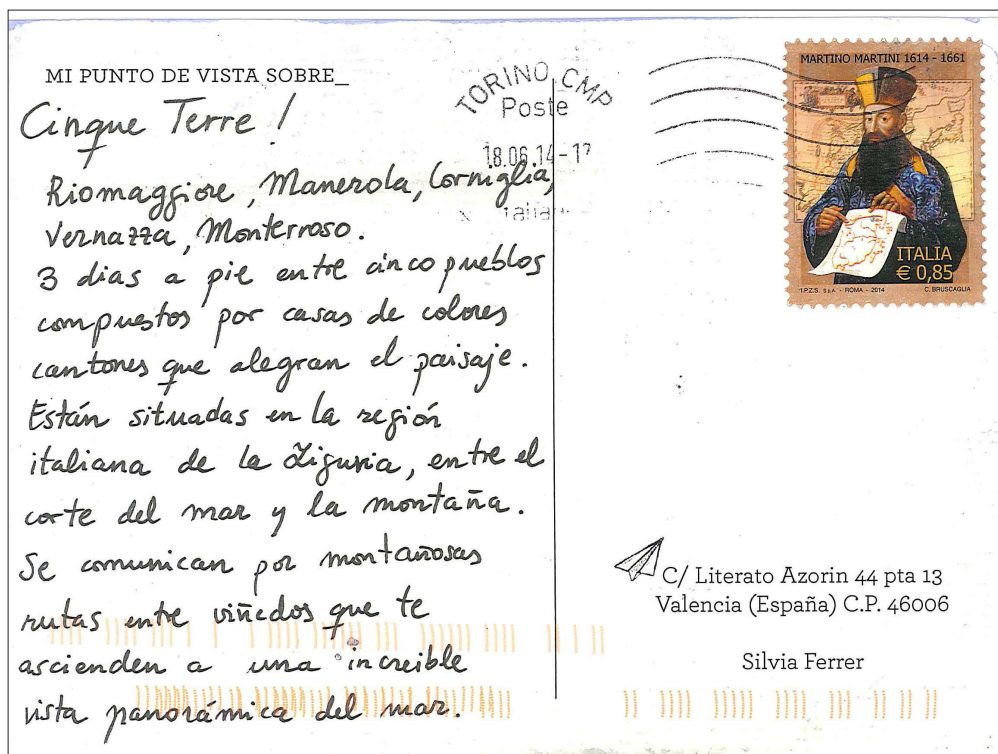 MI PUNTO DE VISTA SOBRE_
Cinque Terre!
Riomaggiore, Manerola, Corniglia,
Vernazza, Monterroso.
3 dias a pie entre cinco pueblos
compuestos por casas de colores
cantones que alegran el paisaje.
Están situadas en la región
italiana de la Liguria, entre el
corte del mar y la montaña.
Se comunican por montañosas
rutas entre viñedos que te
ascienden a una increible
vista panorámica del mar.
TORINO CMP
Poste
MARTINO MARTINI 1614 - 1661
ITALIA
€ 0,85
I.P.Z.S. S.p.A. - ROMA - 2014 C. BRUSCAGLIA
C/ Literato Azorin 44 pta 13
Valencia (España) C.P. 46006
Silvia Ferrer